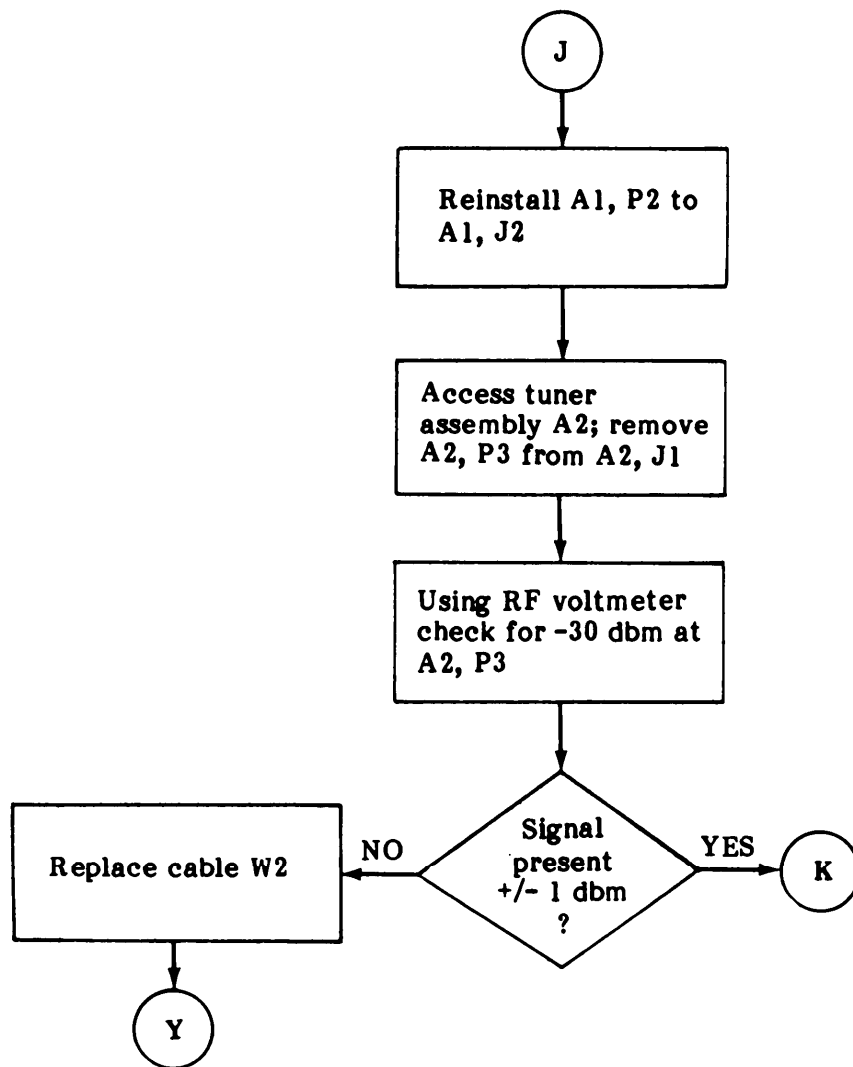 J
Reinstall A1, P2 to
A1, J2
Access tuner
assembly A2; remove
A2, P3 from A2, J1
Using RF voltmeter
check for -30 dbm at
A2, P3
Signal
present
+/- 1 dbm
?
NO
YES
Replace cable W2
K
Y